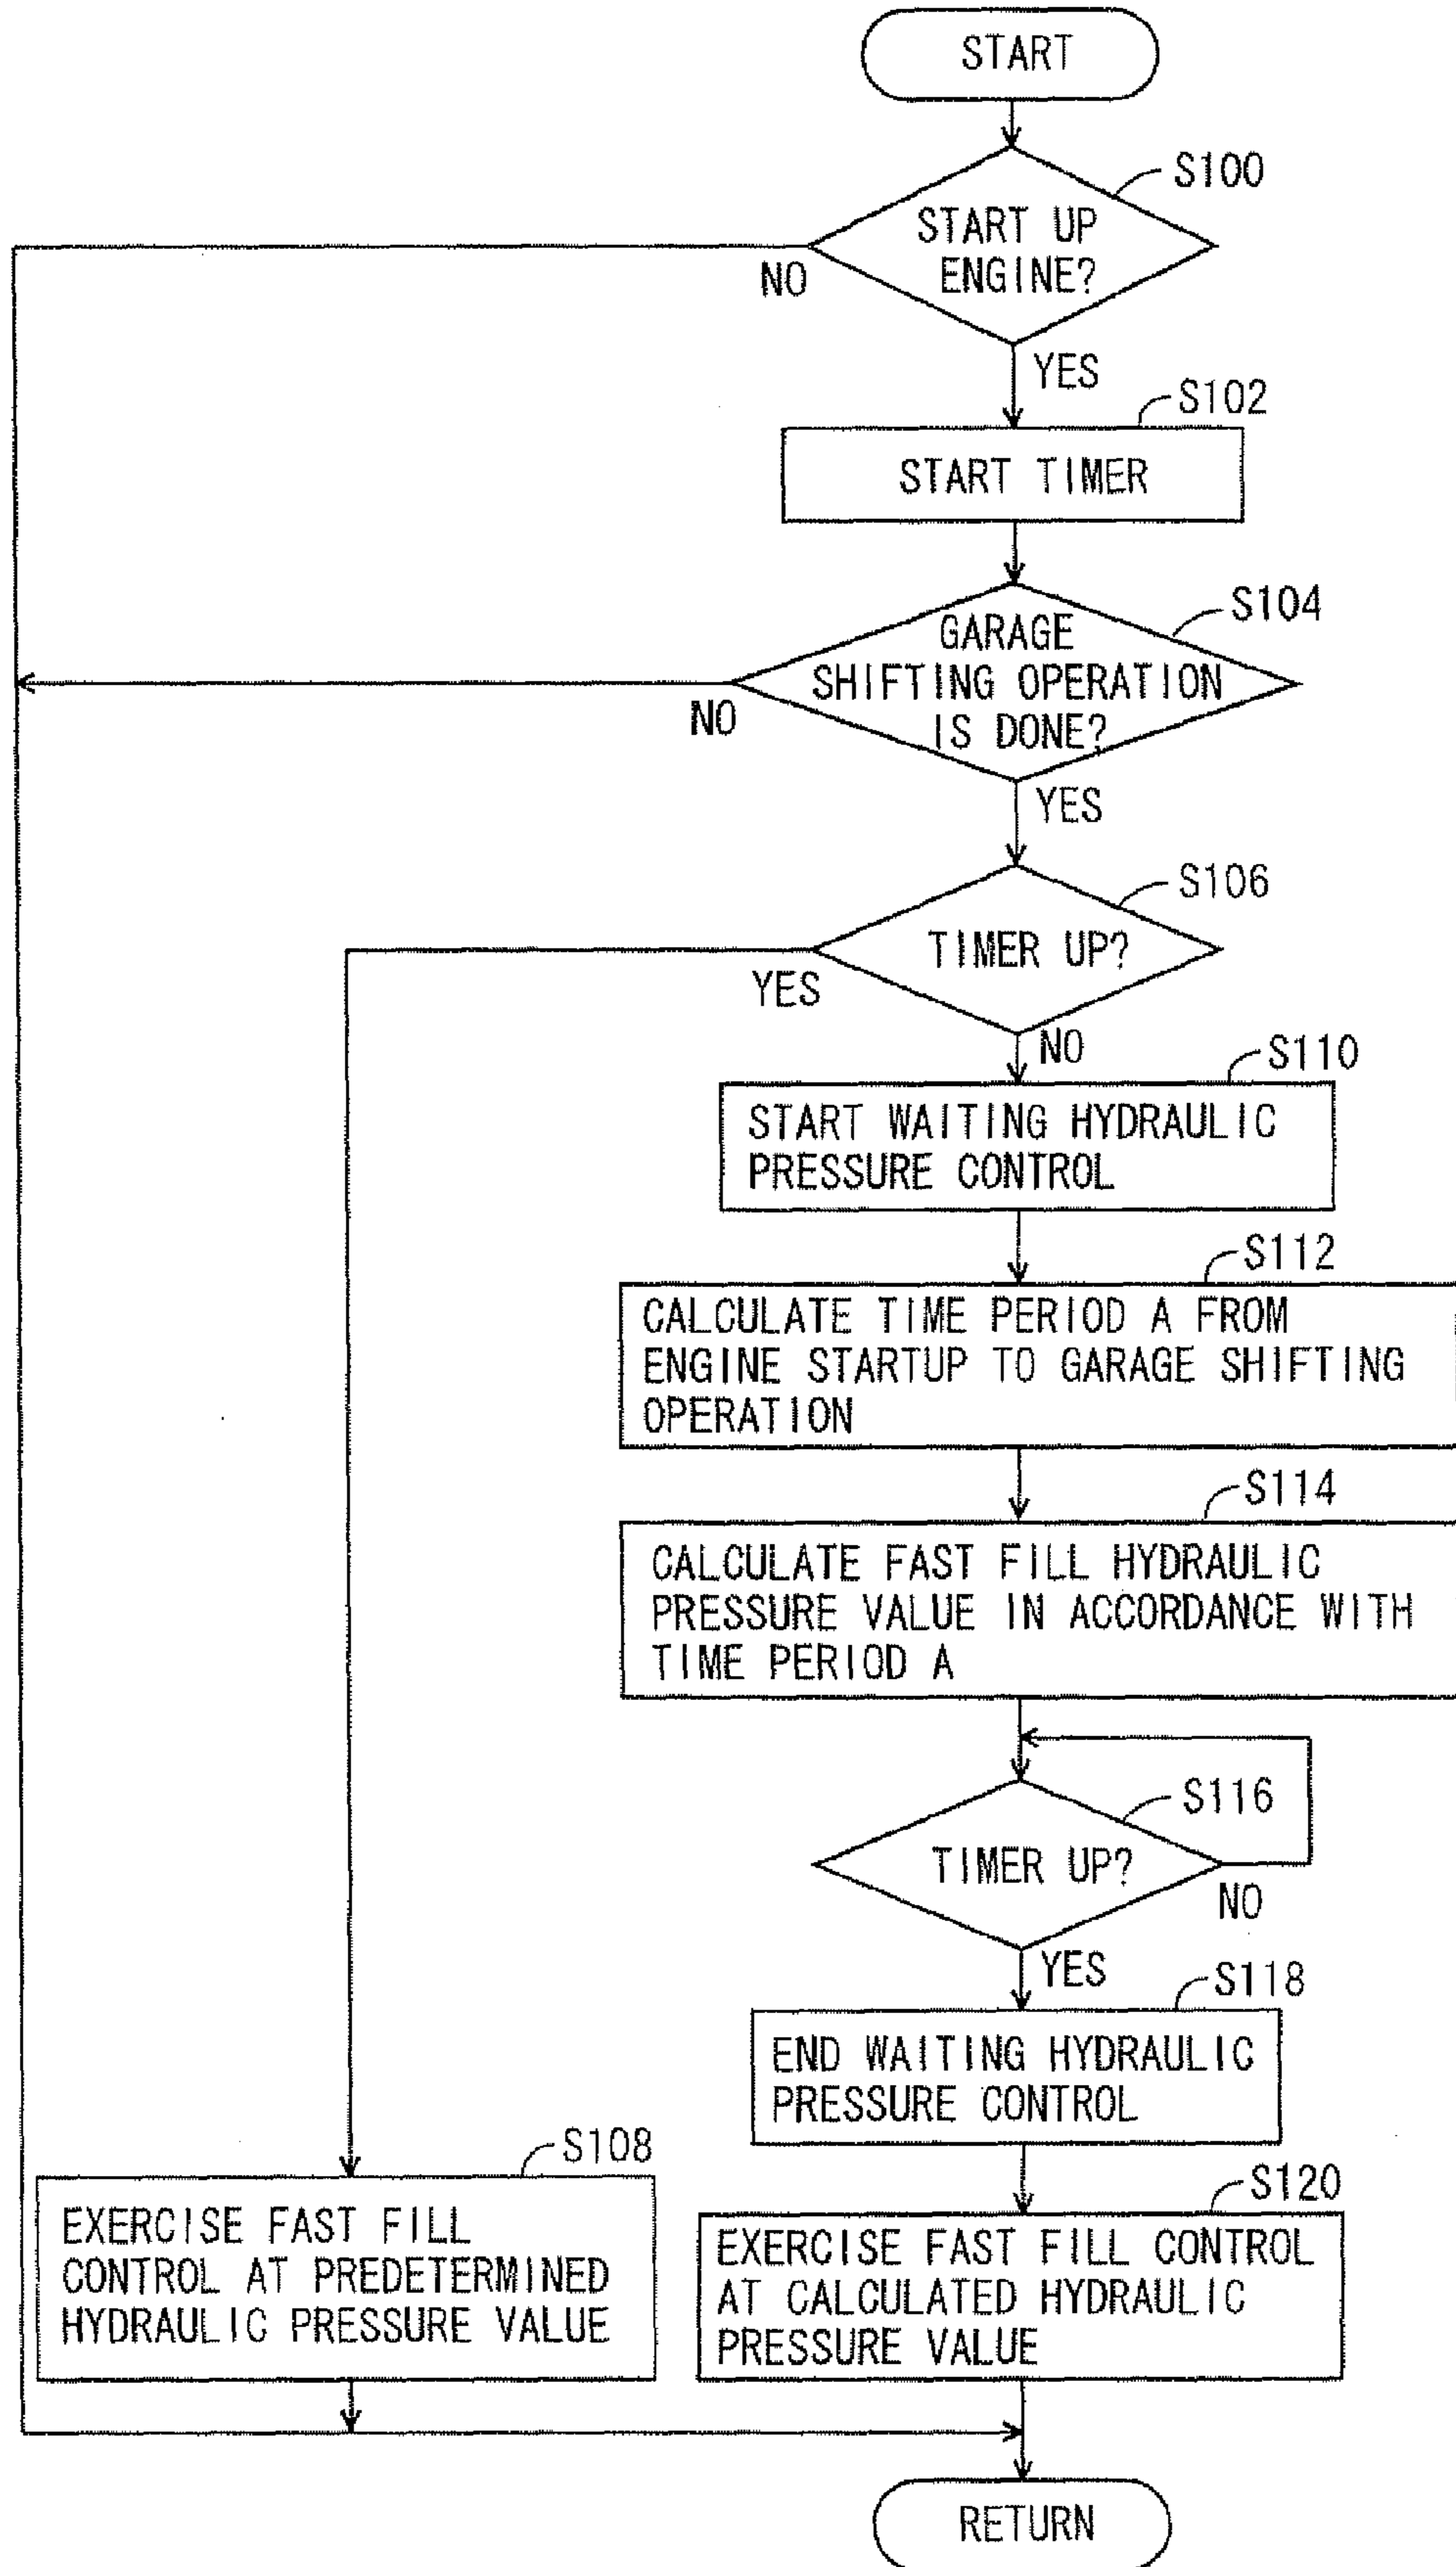 START
S100
START UP
ENGINE?
NO
YES
S102
START TIMER
S104
GARAGE
SHIFTING OPERATION
IS DONE?
NO
YES
S106
TIMER UP?
YES
NO
S110
START WAITING HYDRAULIC
PRESSURE CONTROL
S112
CALCULATE TIME PERIOD A FROM
ENGINE STARTUP TO GARAGE SHIFTING
OPERATION
S114
CALCULATE FAST FILL HYDRAULIC
PRESSURE VALUE IN ACCORDANCE WITH
TIME PERIOD A
S116
TIMER UP?
NO
YES
S118
END WAITING HYDRAULIC
PRESSURE CONTROL
S108
EXERCISE FAST FILL
CONTROL AT PREDETERMINED
HYDRAULIC PRESSURE VALUE
S120
EXERCISE FAST FILL CONTROL
AT CALCULATED HYDRAULIC
PRESSURE VALUE
RETURN